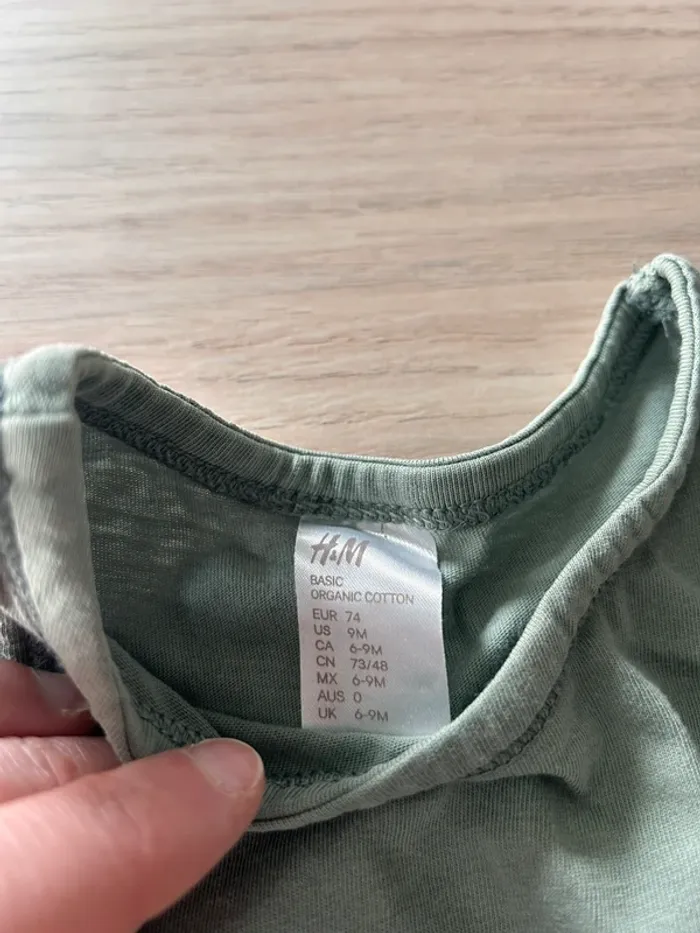 H&M
BASIC
ORGANIC COTTON
EUR 74
US 9M
CA 6-9M
CN 73/48
MX 6-9M
AUS 0
UK 6-9M